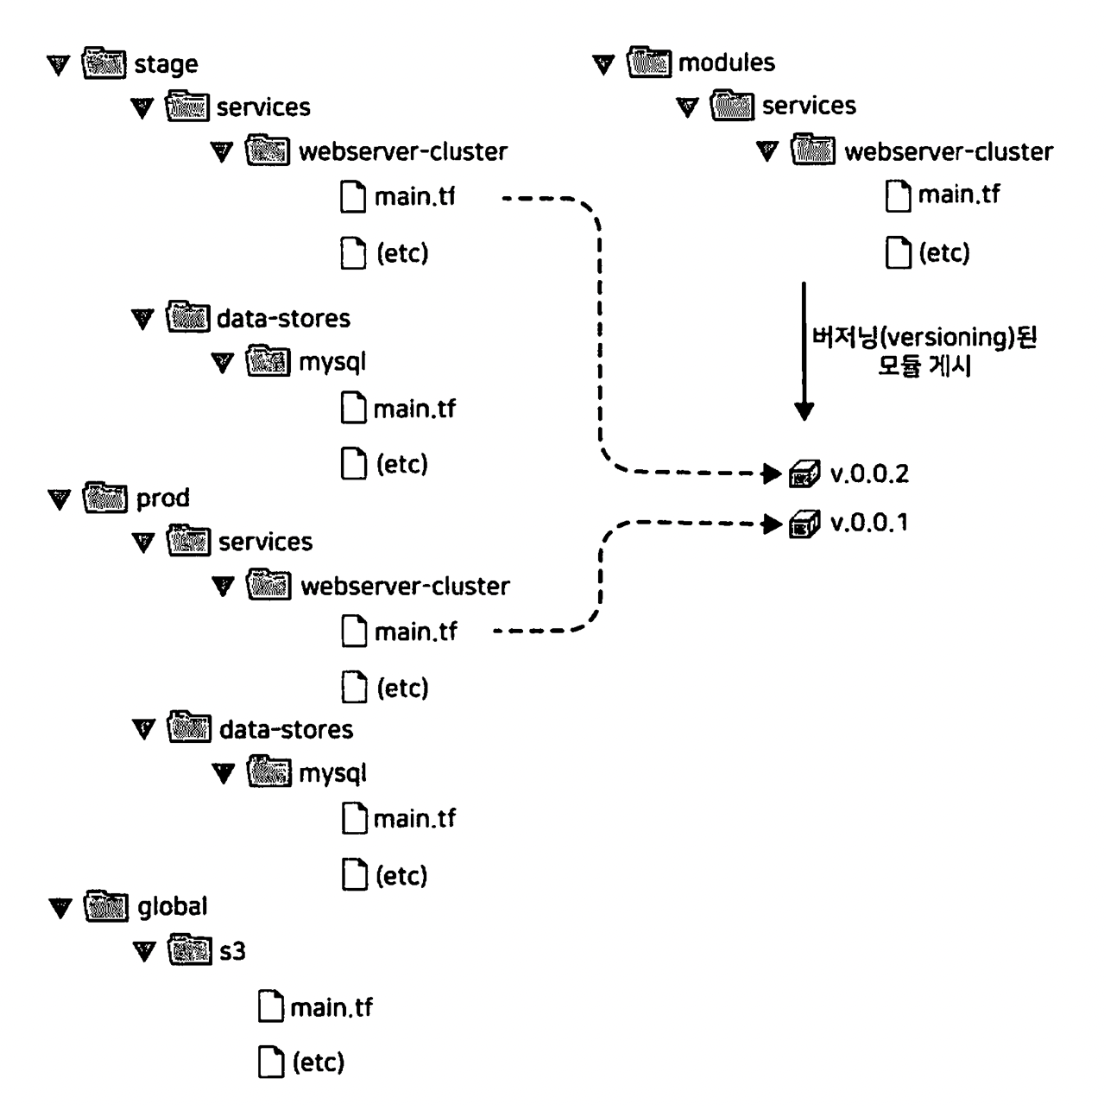 stage
services
webserver-cluster
main.tf
(etc)
data-stores
mysql
main.tf
(etc)
prod
services
webserver-cluster
main.tf
(etc)
data-stores
mysql
main.tf
(etc)
global
s3
main.tf
(etc)
modules
services
webserver-cluster
main.tf
(etc)
버저닝(versioning)된
모듈 게시
v.0.0.2
v.0.0.1